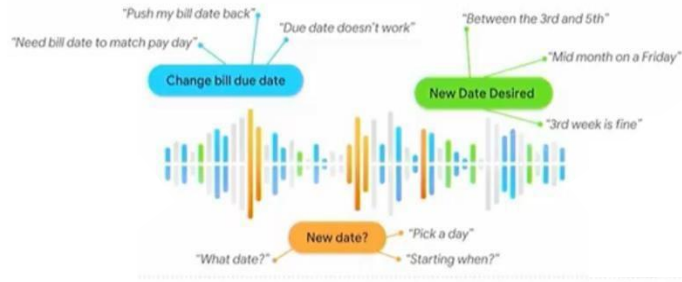 "Push my bill date back"
"Due date doesn't work"
"Need bill date to match pay day"
Change bill due date
"Between the 3rd and 5th"
"Mid month on a Friday"
New Date Desired
"3rd week is fine"
New date?
"Pick a day"
"What date?"
"Starting when?"